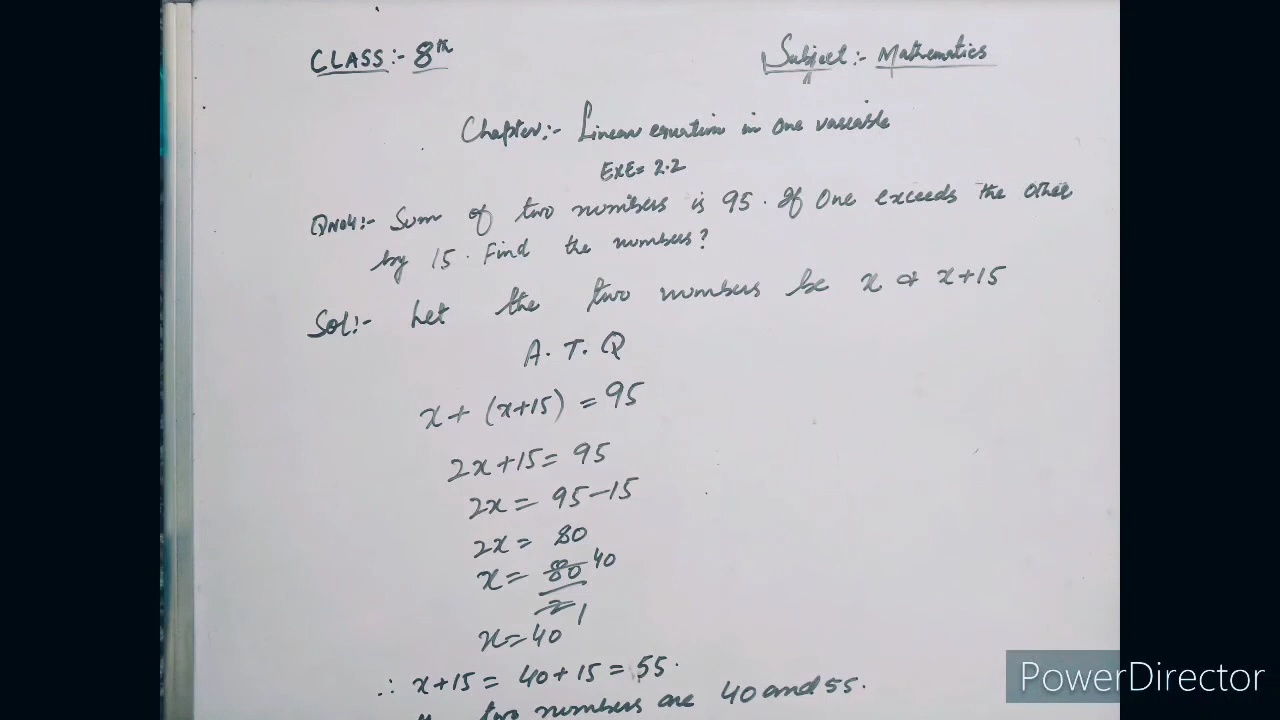 CLASS:- 8th
Subject:- Mathematics
Chapter:- Linear equation in One variable
EXE= 2.2
QNo4:- Sum of two numbers is 95. If One exceeds the other
by 15. Find the numbers?
Sol:- Let the two numbers be x & x+15
A. T. Q
x + (x+15) = 95
2x+15 = 95
2x = 95-15
2x = 80
x = 80/2 40 1
x = 40
∴ x+15 = 40+15 = 55.
two numbers are 40 and 55.
PowerDirector